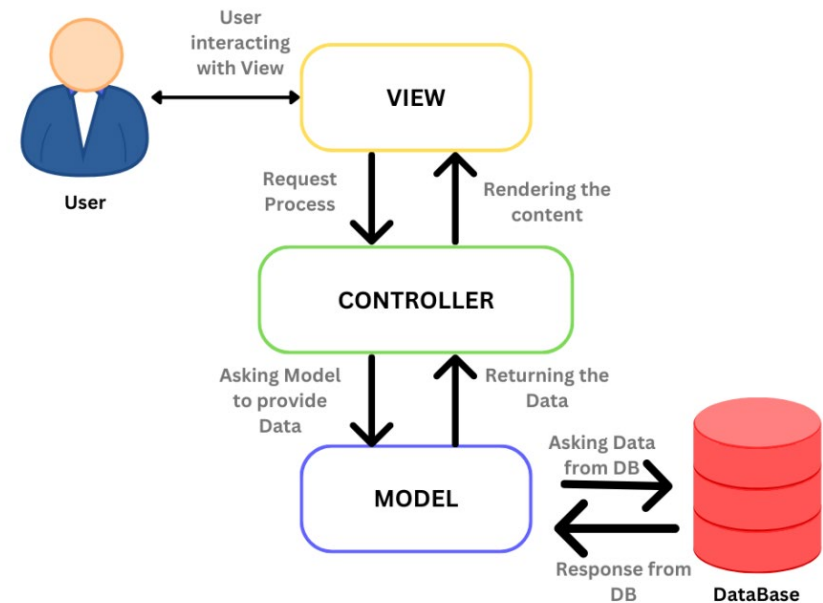 User
interacting
with View
VIEW
User
Request
Process
Rendering the
content
CONTROLLER
Asking Model
to provide
Data
Returning the
Data
MODEL
Asking Data
from DB
Response from
DB
DataBase